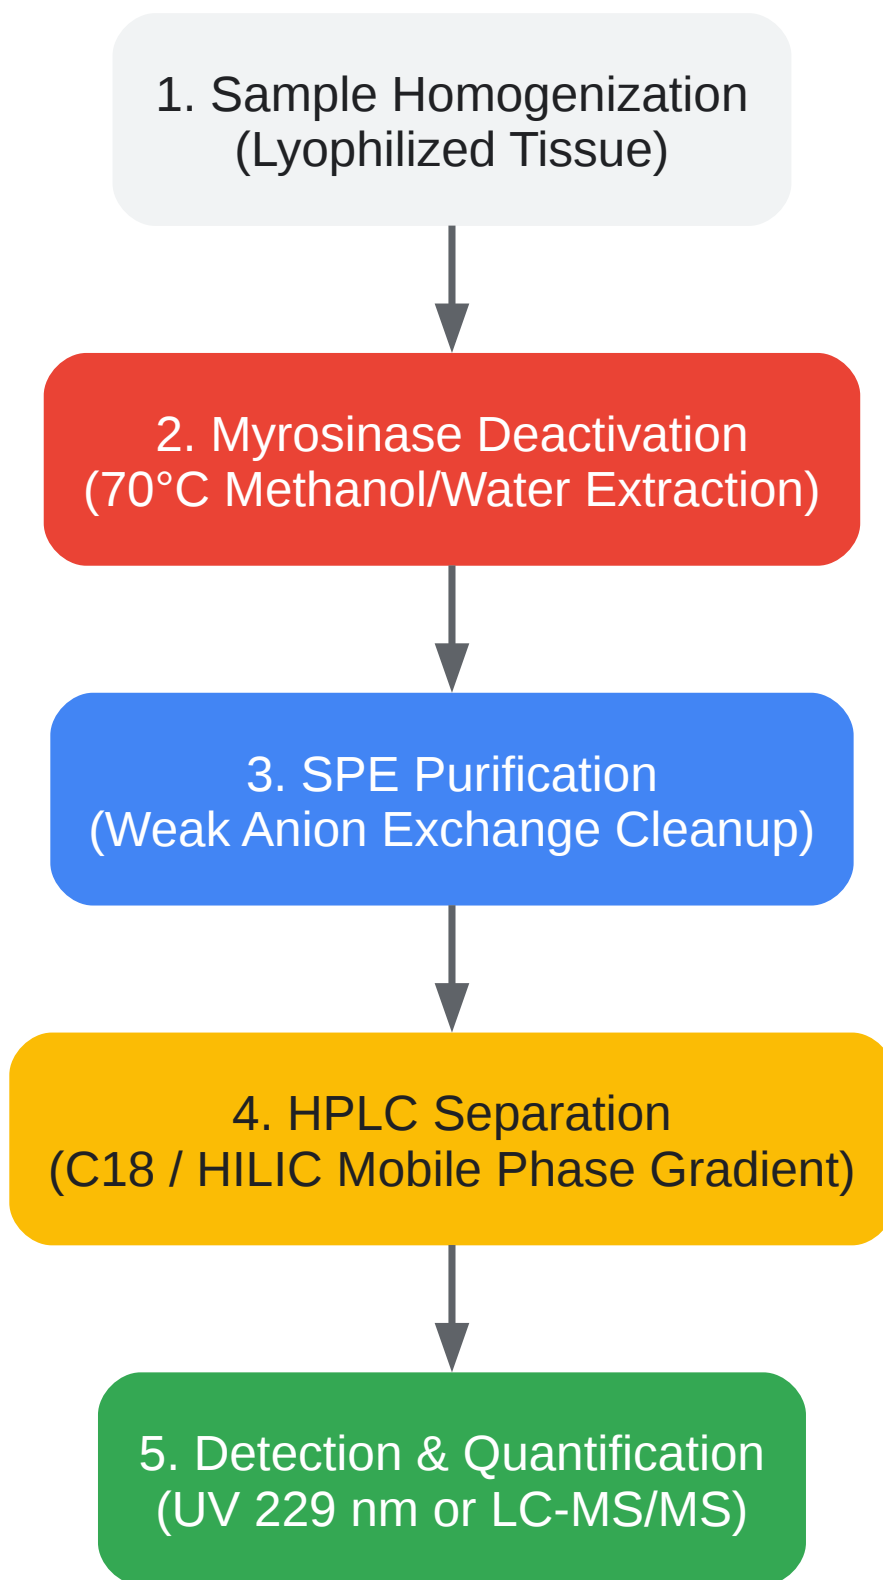 1. Sample Homogenization
(Lyophilized Tissue)
2. Myrosinase Deactivation
(70°C Methanol/Water Extraction)
3. SPE Purification
(Weak Anion Exchange Cleanup)
4. HPLC Separation
(C18 / HILIC Mobile Phase Gradient)
5. Detection & Quantification
(UV 229 nm or LC-MS/MS)